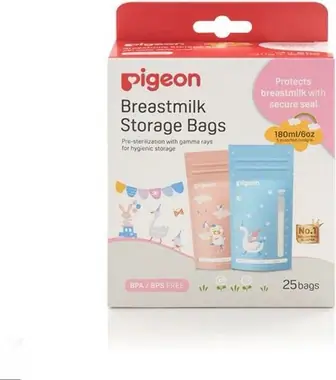 pigeon
Breastmilk
Storage Bags
Pre-sterilization with gamma rays
for hygienic storage
Protects
breastmilk with
secure seal
180ml/6oz
BPA / BPS FREE
No.1
25bags